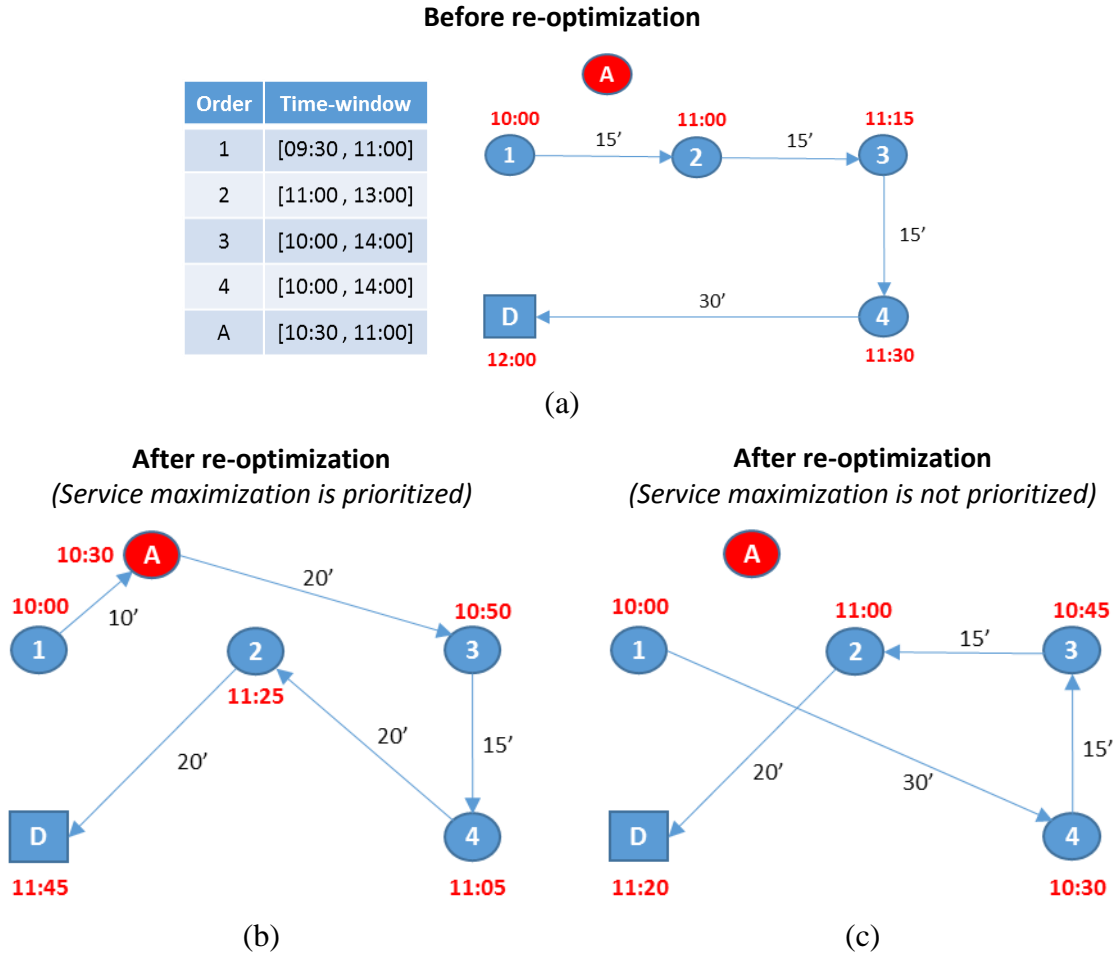 Before re-optimization
Order Time-window
1 [09:30 , 11:00]
2 [11:00 , 13:00]
3 [10:00 , 14:00]
4 [10:00 , 14:00]
A [10:30 , 11:00]
A
10:00 11:00 11:15
1 15' 2 15' 3
15'
D 30' 4
12:00 11:30
(a)
After re-optimization
(Service maximization is prioritized)
10:30 A
20'
10:00 10' 10:50
1 2 3
11:25
20' 20' 15'
D 4
11:45 11:05
(b)
After re-optimization
(Service maximization is not prioritized)
A
10:00 11:00 10:45
1 2 15' 3
20' 30' 15'
D 4
11:20 10:30
(c)